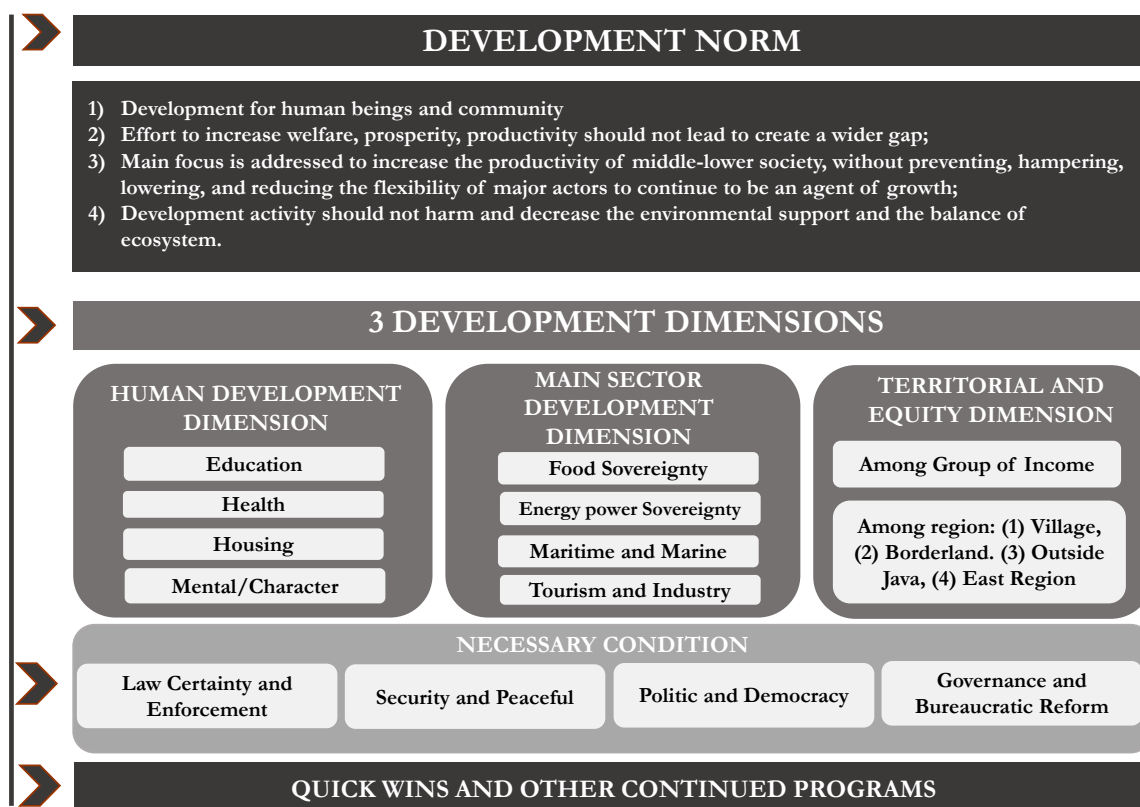 DEVELOPMENT NORM
1) Development for human beings and community
2) Effort to increase welfare, prosperity, productivity should not lead to create a wider gap;
3) Main focus is addressed to increase the productivity of middle-lower society, without preventing, hampering,
lowering, and reducing the flexibility of major actors to continue to be an agent of growth;
4) Development activity should not harm and decrease the environmental support and the balance of
ecosystem.
3 DEVELOPMENT DIMENSIONS
HUMAN DEVELOPMENT
DIMENSION
Education
Health
Housing
Mental/Character
MAIN SECTOR
DEVELOPMENT
DIMENSION
Food Sovereignty
Energy power Sovereignty
Maritime and Marine
Tourism and Industry
TERRITORIAL AND
EQUITY DIMENSION
Among Group of Income
Among region: (1) Village,
(2) Borderland. (3) Outside
Java, (4) East Region
NECESSARY CONDITION
Law Certainty and
Enforcement
Security and Peaceful
Politic and Democracy
Governance and
Bureaucratic Reform
QUICK WINS AND OTHER CONTINUED PROGRAMS